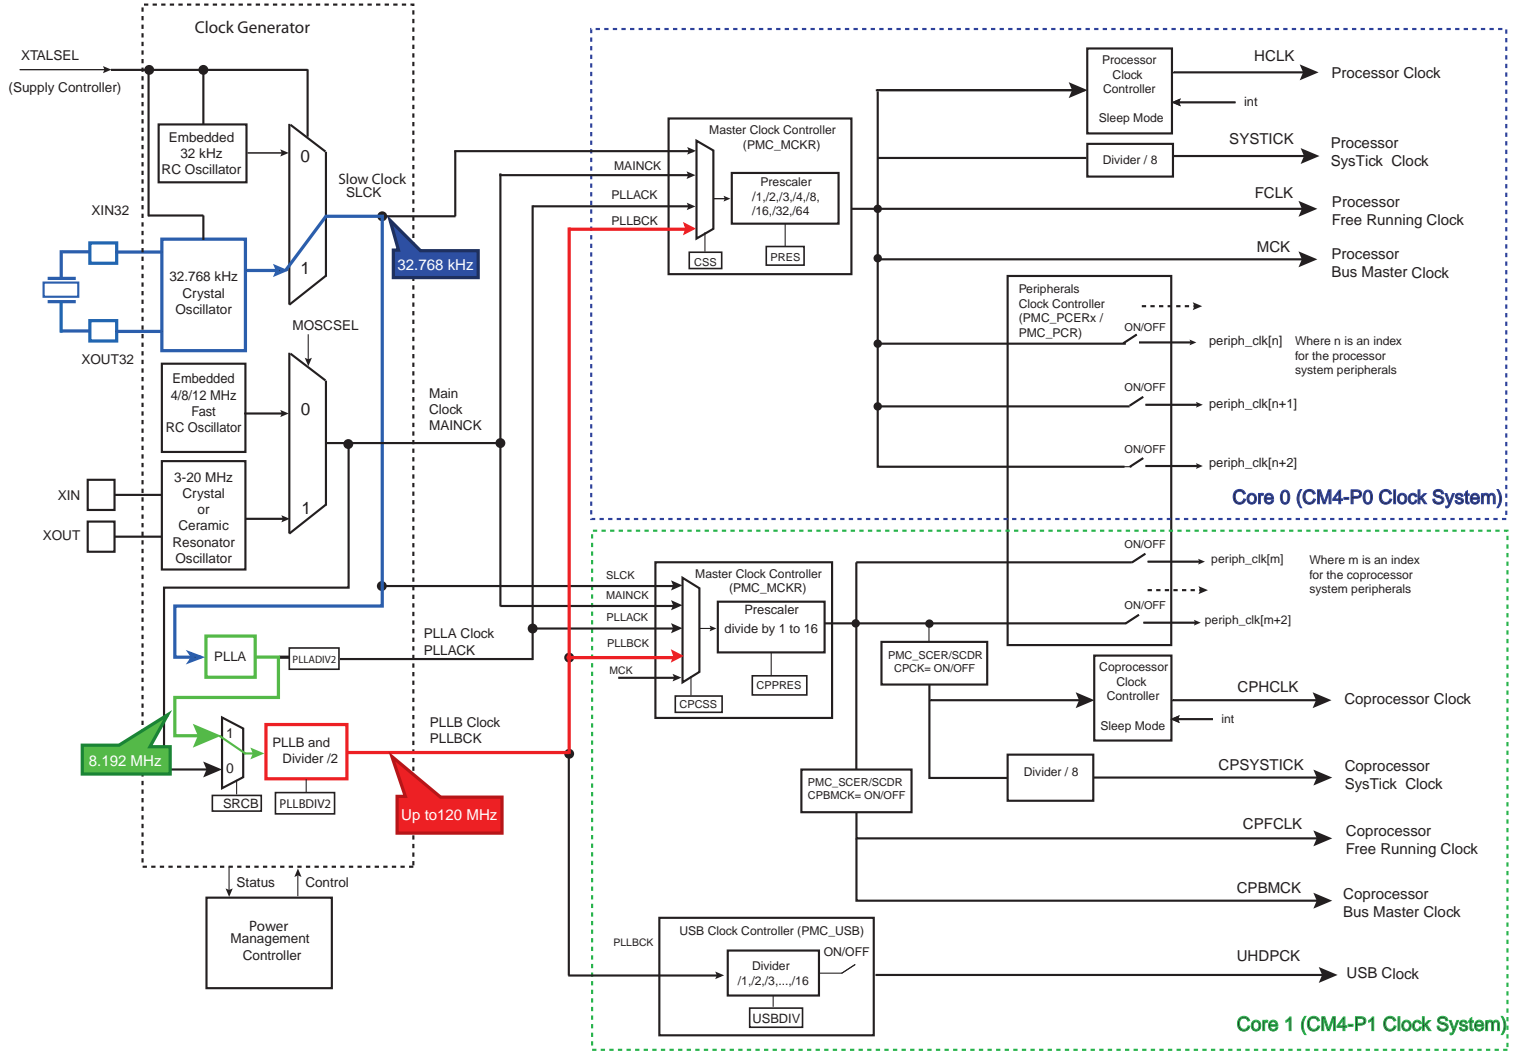 Clock Generator
XTALSEL
(Supply Controller)
Embedded
32 kHz
RC Oscillator
0
Slow Clock
SLCK
XIN32
32.768 kHz
Crystal
Oscillator
1
32.768 kHz
XOUT32
MOSCSEL
Embedded
4/8/12 MHz
Fast
RC Oscillator
0
Main
Clock
MAINCK
XIN
XOUT
3-20 MHz
Crystal
or
Ceramic
Resonator
Oscillator
1
PLLA
PLLADIV2
PLLA Clock
PLLACK
8.192 MHz
1
0
SRCB
PLLB and
Divider /2
PLLBDIV2
PLLB Clock
PLLBCK
Up to120 MHz
Status
Control
Power
Management
Controller
MAINCK
PLLACK
PLLBCK
Master Clock Controller
(PMC_MCKR)
Prescaler
/1,/2,/3,/4,/8,
/16,/32,/64
CSS
PRES
Processor
Clock
Controller
Sleep Mode
HCLK
Processor Clock
int
Divider / 8
SYSTICK
Processor
SysTick Clock
FCLK
Processor
Free Running Clock
MCK
Processor
Bus Master Clock
Peripherals
Clock Controller
(PMC_PCERx /
PMC_PCR)
ON/OFF
periph_clk[n]
Where n is an index
for the processor
system peripherals
ON/OFF
periph_clk[n+1]
ON/OFF
periph_clk[n+2]
Core 0 (CM4-P0 Clock System)
SLCK
MAINCK
PLLACK
PLLBCK
MCK
Master Clock Controller
(PMC_MCKR)
Prescaler
divide by 1 to 16
CPPRES
CPCSS
ON/OFF
periph_clk[m]
Where m is an index
for the coprocessor
system peripherals
ON/OFF
periph_clk[m+2]
PMC_SCER/SCDR
CPCK= ON/OFF
Coprocessor
Clock
Controller
Sleep Mode
CPHCLK
Coprocessor Clock
int
Divider / 8
CPSYSTICK
Coprocessor
SysTick Clock
PMC_SCER/SCDR
CPBMCK= ON/OFF
CPFCLK
Coprocessor
Free Running Clock
CPBMCK
Coprocessor
Bus Master Clock
PLLBCK
USB Clock Controller (PMC_USB)
ON/OFF
Divider
/1,/2,/3,...,/16
USBDIV
UHDPCK
USB Clock
Core 1 (CM4-P1 Clock System)